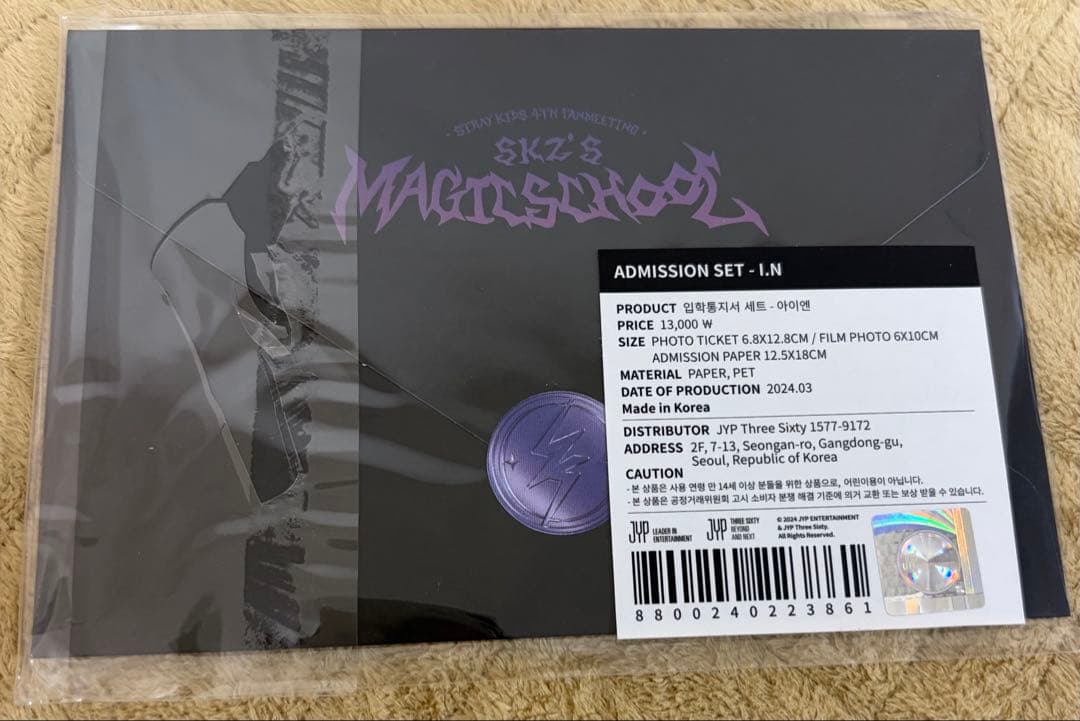 · STRAY KIDS 4TH FANMEETING ·
SKZ'S
MAGIC SCHOOL
ADMISSION SET - I.N
PRODUCT 입학통지서 세트 - 아이엔
PRICE 13,000 ₩
SIZE PHOTO TICKET 6.8X12.8CM / FILM PHOTO 6X10CM
ADMISSION PAPER 12.5X18CM
MATERIAL PAPER, PET
DATE OF PRODUCTION 2024.03
Made in Korea
DISTRIBUTOR JYP Three Sixty 1577-9172
ADDRESS 2F, 7-13, Seongan-ro, Gangdong-gu,
Seoul, Republic of Korea
CAUTION
- 본 상품은 사용 연령 만 14세 이상 분들을 위한 상품으로, 어린이용이 아닙니다.
- 본 상품은 공정거래위원회 고시 소비자 분쟁 해결 기준에 의거 교환 또는 보상 받을 수 있습니다.
JYP LEADER IN
ENTERTAINMENT
JYP THREE SIXTY
BEYOND
AND NEXT
© 2024 JYP ENTERTAINMENT
& JYP Three Sixty.
All Rights Reserved.
8800240223861